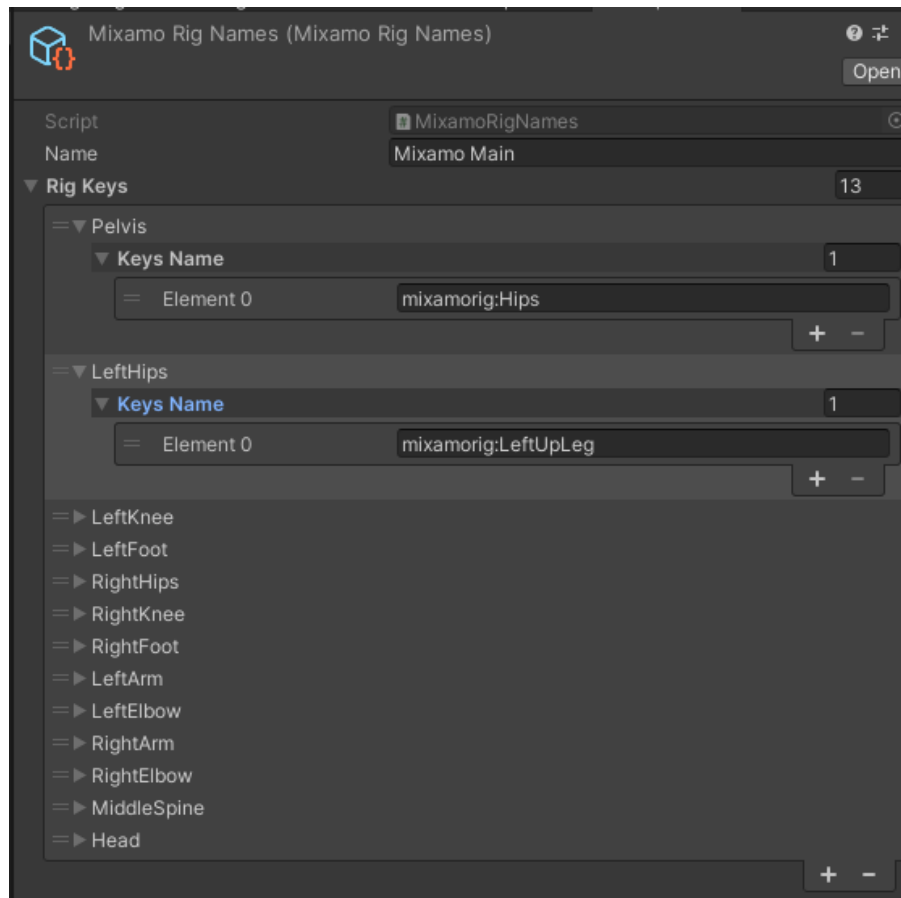 Mixamo Rig Names (Mixamo Rig Names)
Open
Script MixamoRigNames
Name Mixamo Main
Rig Keys 13
Pelvis
Keys Name 1
Element 0 mixamorig:Hips
+ −
LeftHips
Keys Name 1
Element 0 mixamorig:LeftUpLeg
+ −
LeftKnee
LeftFoot
RightHips
RightKnee
RightFoot
LeftArm
LeftElbow
RightArm
RightElbow
MiddleSpine
Head
+ −